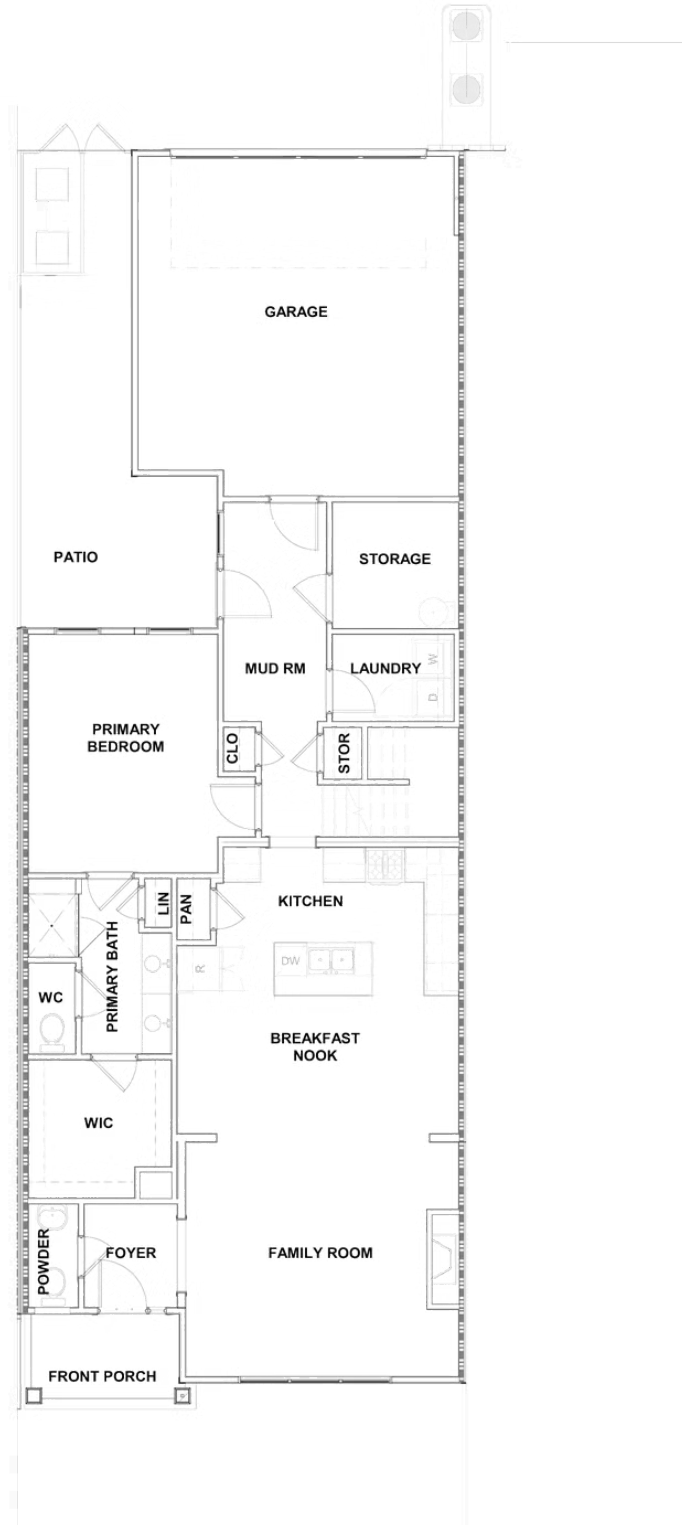 GARAGE
PATIO
STORAGE
MUD RM
LAUNDRY
W
D
PRIMARY
BEDROOM
CLO
STOR
KITCHEN
LIN
PAN
PRIMARY BATH
R
DW
WC
BREAKFAST
NOOK
WIC
POWDER
FOYER
FAMILY ROOM
FRONT PORCH